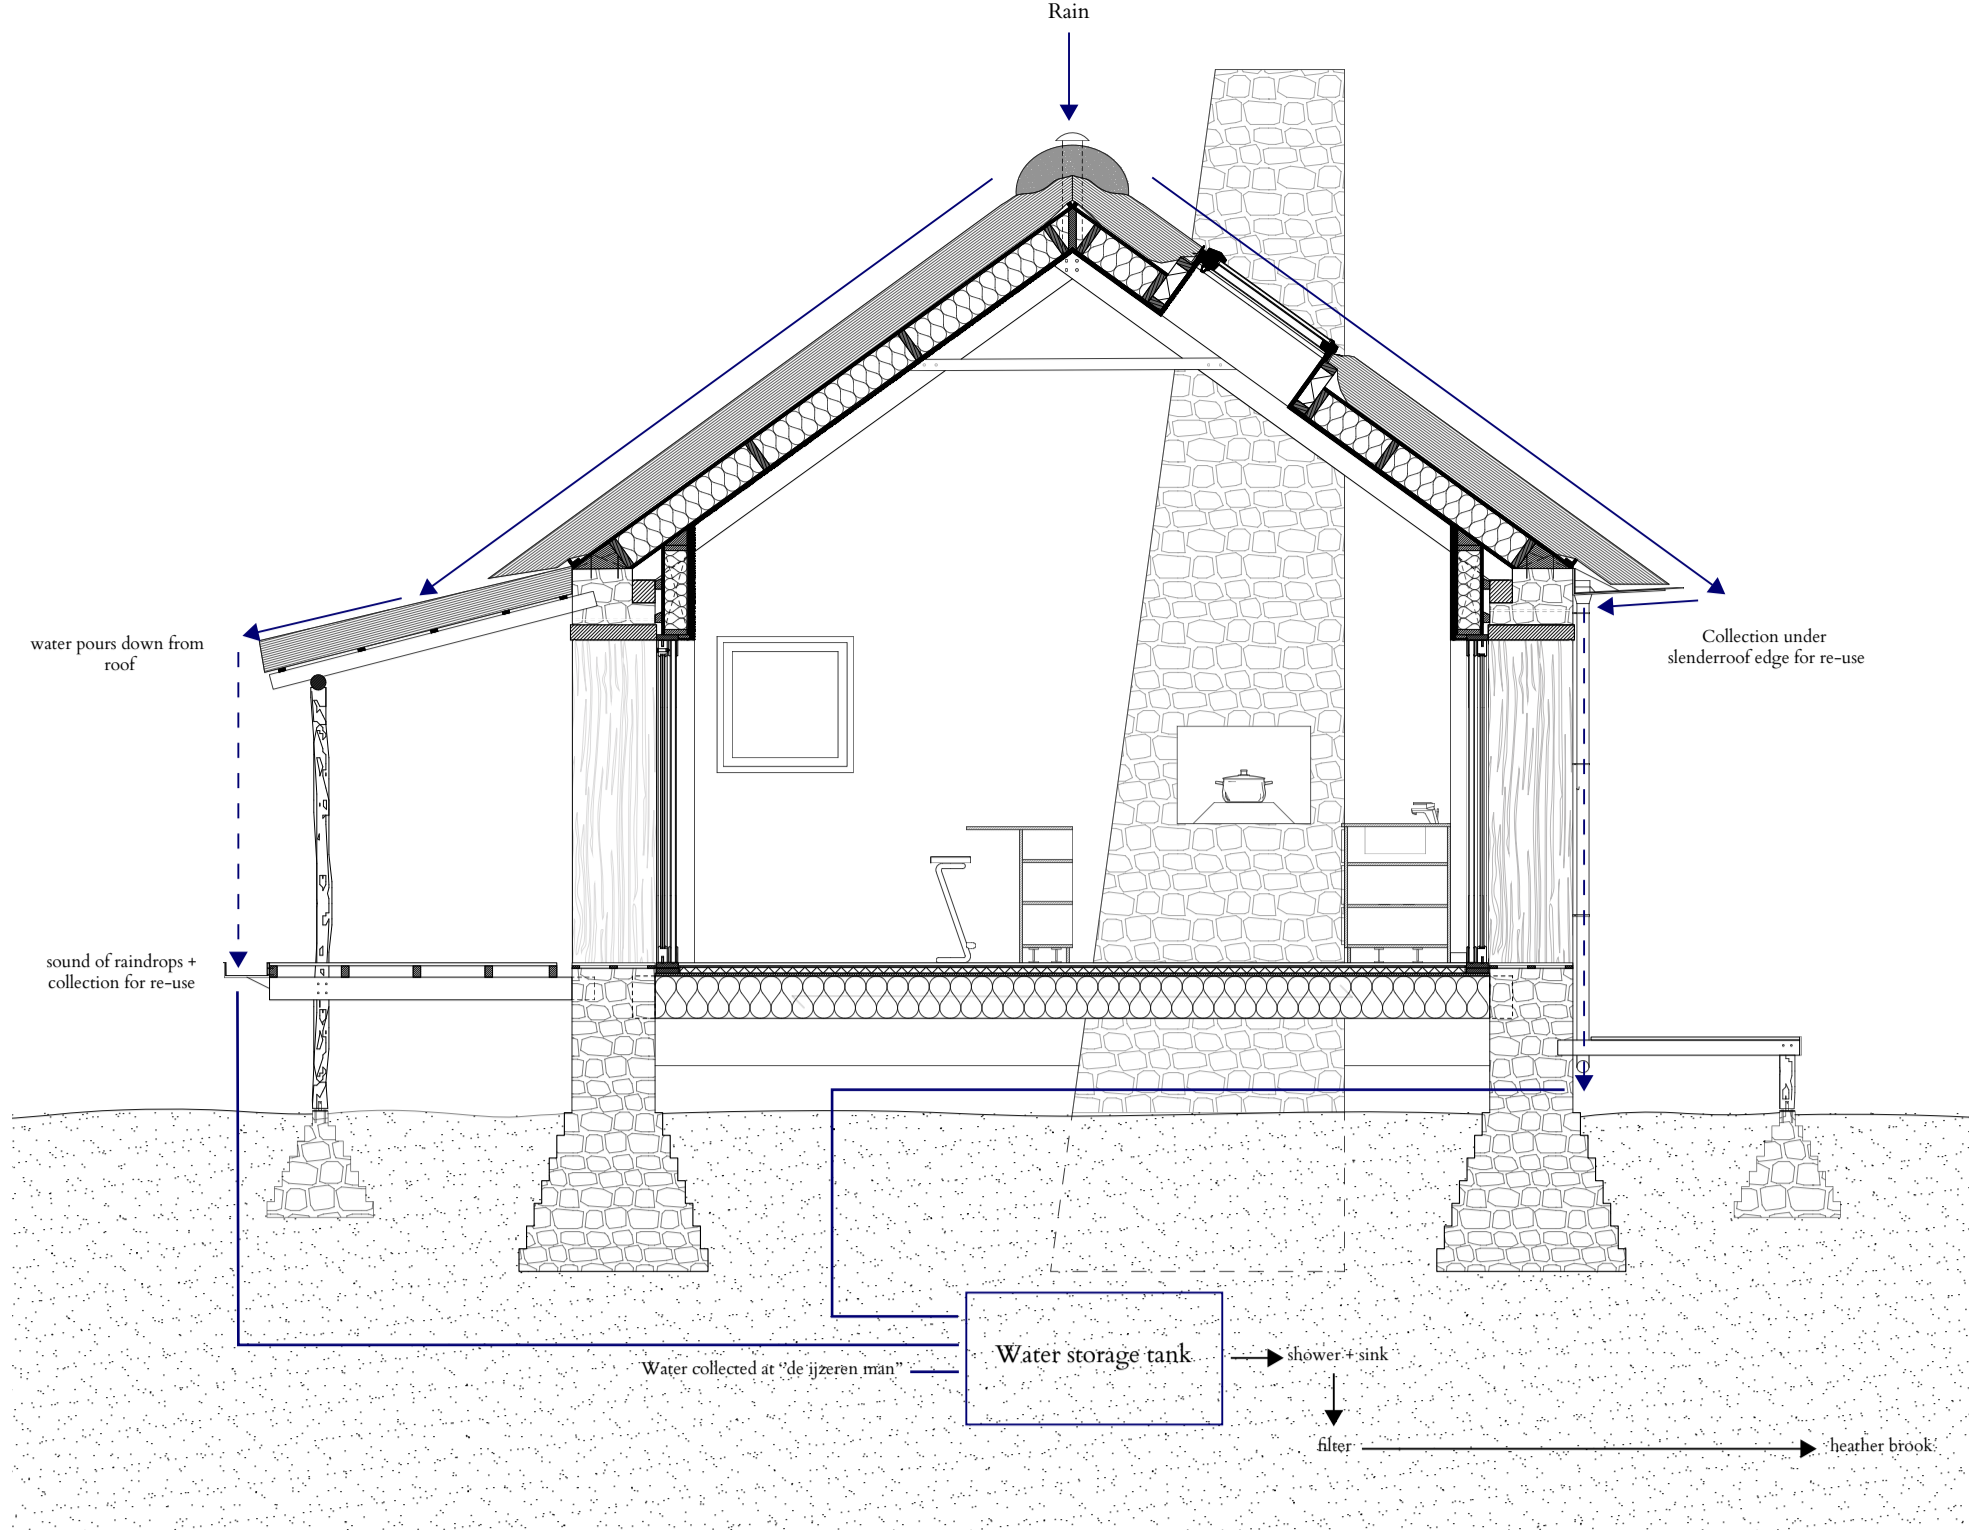 Rain
water pours down from
roof
Collection under
slenderroof edge for re-use
sound of raindrops +
collection for re-use
Water storage tank
Water collected at "de ijzeren man"
shower + sink
filter
heather brook